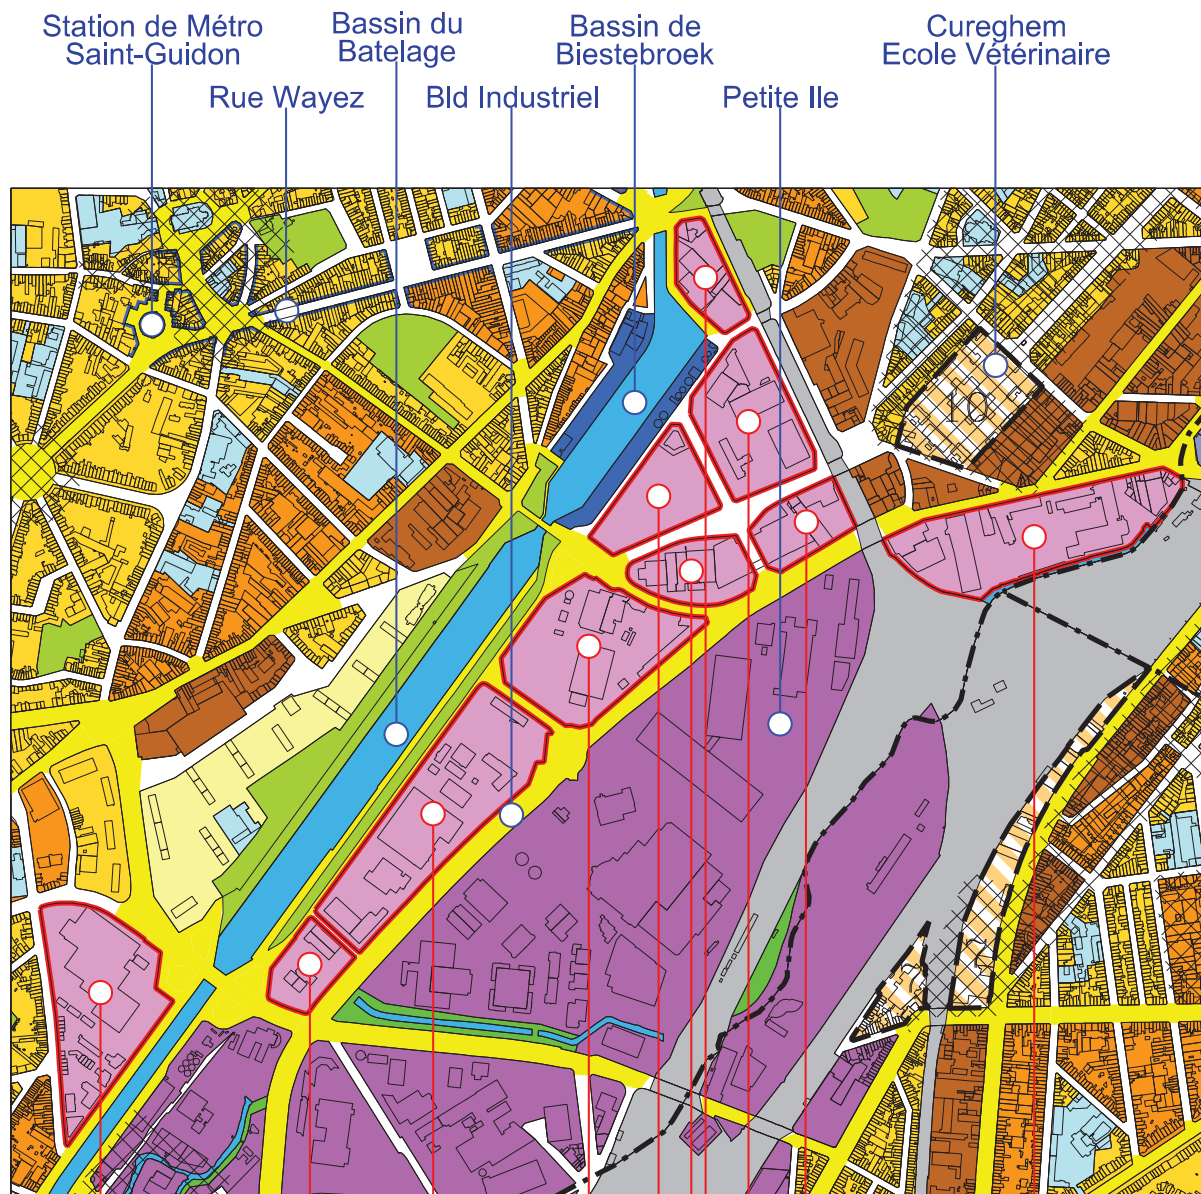 Station de Métro
Saint-Guidon
Rue Wayez
Bassin du
Batelage
Bld Industriel
Bassin de
Biestebroek
Petite Ile
Cureghem
Ecole Vétérinaire
10